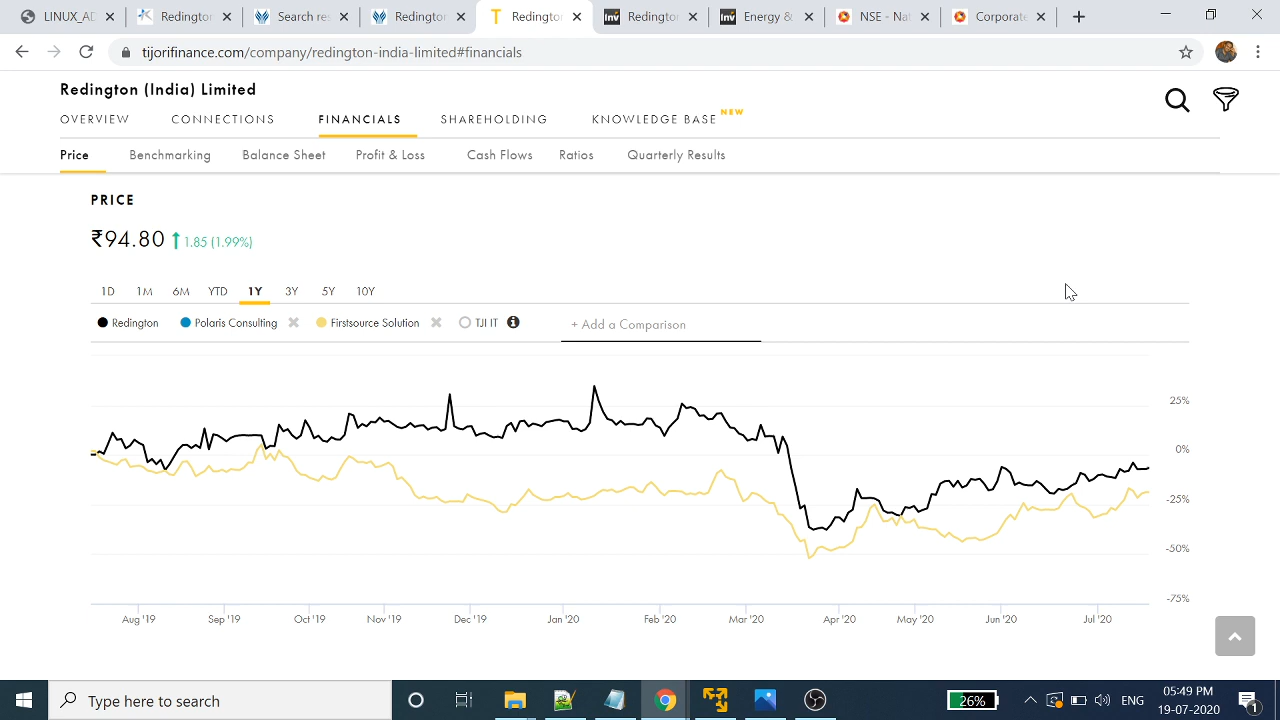 LINUX_AD
Redington
Search res
Redington
Redington
Redington
Energy &
NSE - Nat
Corporate
tijorifinance.com/company/redington-india-limited#financials
Redington (India) Limited
OVERVIEW CONNECTIONS FINANCIALS SHAREHOLDING KNOWLEDGE BASE NEW
Price Benchmarking Balance Sheet Profit & Loss Cash Flows Ratios Quarterly Results
PRICE
₹94.80 1.85 (1.99%)
1D 1M 6M YTD 1Y 3Y 5Y 10Y
Redington Polaris Consulting Firstsource Solution TJI IT + Add a Comparison
25%
0%
-25%
-50%
-75%
Aug '19 Sep '19 Oct '19 Nov '19 Dec '19 Jan '20 Feb '20 Mar '20 Apr '20 May '20 Jun '20 Jul '20
Type here to search
26%
ENG
05:49 PM
19-07-2020
1